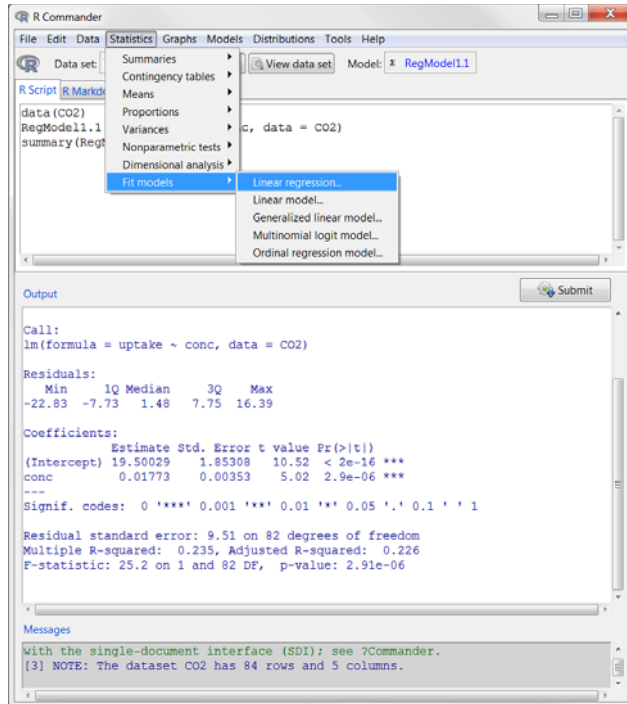 R Commander
File Edit Data Statistics Graphs Models Distributions Tools Help
Data set: View data set Model: Σ RegModel1.1
R Script R Markd
Summaries
Contingency tables
Means
Proportions
Variances
Nonparametric tests
Dimensional analysis
Fit models
Linear regression...
Linear model...
Generalized linear model...
Multinomial logit model...
Ordinal regression model...
data(CO2)
RegModel1.1 c, data = CO2)
summary(Reg
Output
Submit
Call:
lm(formula = uptake ~ conc, data = CO2)
Residuals:
Min 1Q Median 3Q Max
-22.83 -7.73 1.48 7.75 16.39
Coefficients:
Estimate Std. Error t value Pr(>|t|)
(Intercept) 19.50029 1.85308 10.52 < 2e-16 ***
conc 0.01773 0.00353 5.02 2.9e-06 ***
---
Signif. codes: 0 '***' 0.001 '**' 0.01 '*' 0.05 '.' 0.1 ' ' 1
Residual standard error: 9.51 on 82 degrees of freedom
Multiple R-squared: 0.235, Adjusted R-squared: 0.226
F-statistic: 25.2 on 1 and 82 DF, p-value: 2.91e-06
Messages
with the single-document interface (SDI); see ?Commander.
[3] NOTE: The dataset CO2 has 84 rows and 5 columns.